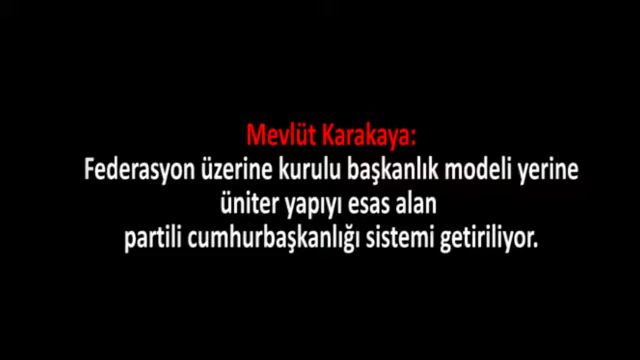 Mevlüt Karakaya:
Federasyon üzerine kurulu başkanlık modeli yerine
üniter yapıyı esas alan
partili cumhurbaşkanlığı sistemi getiriliyor.